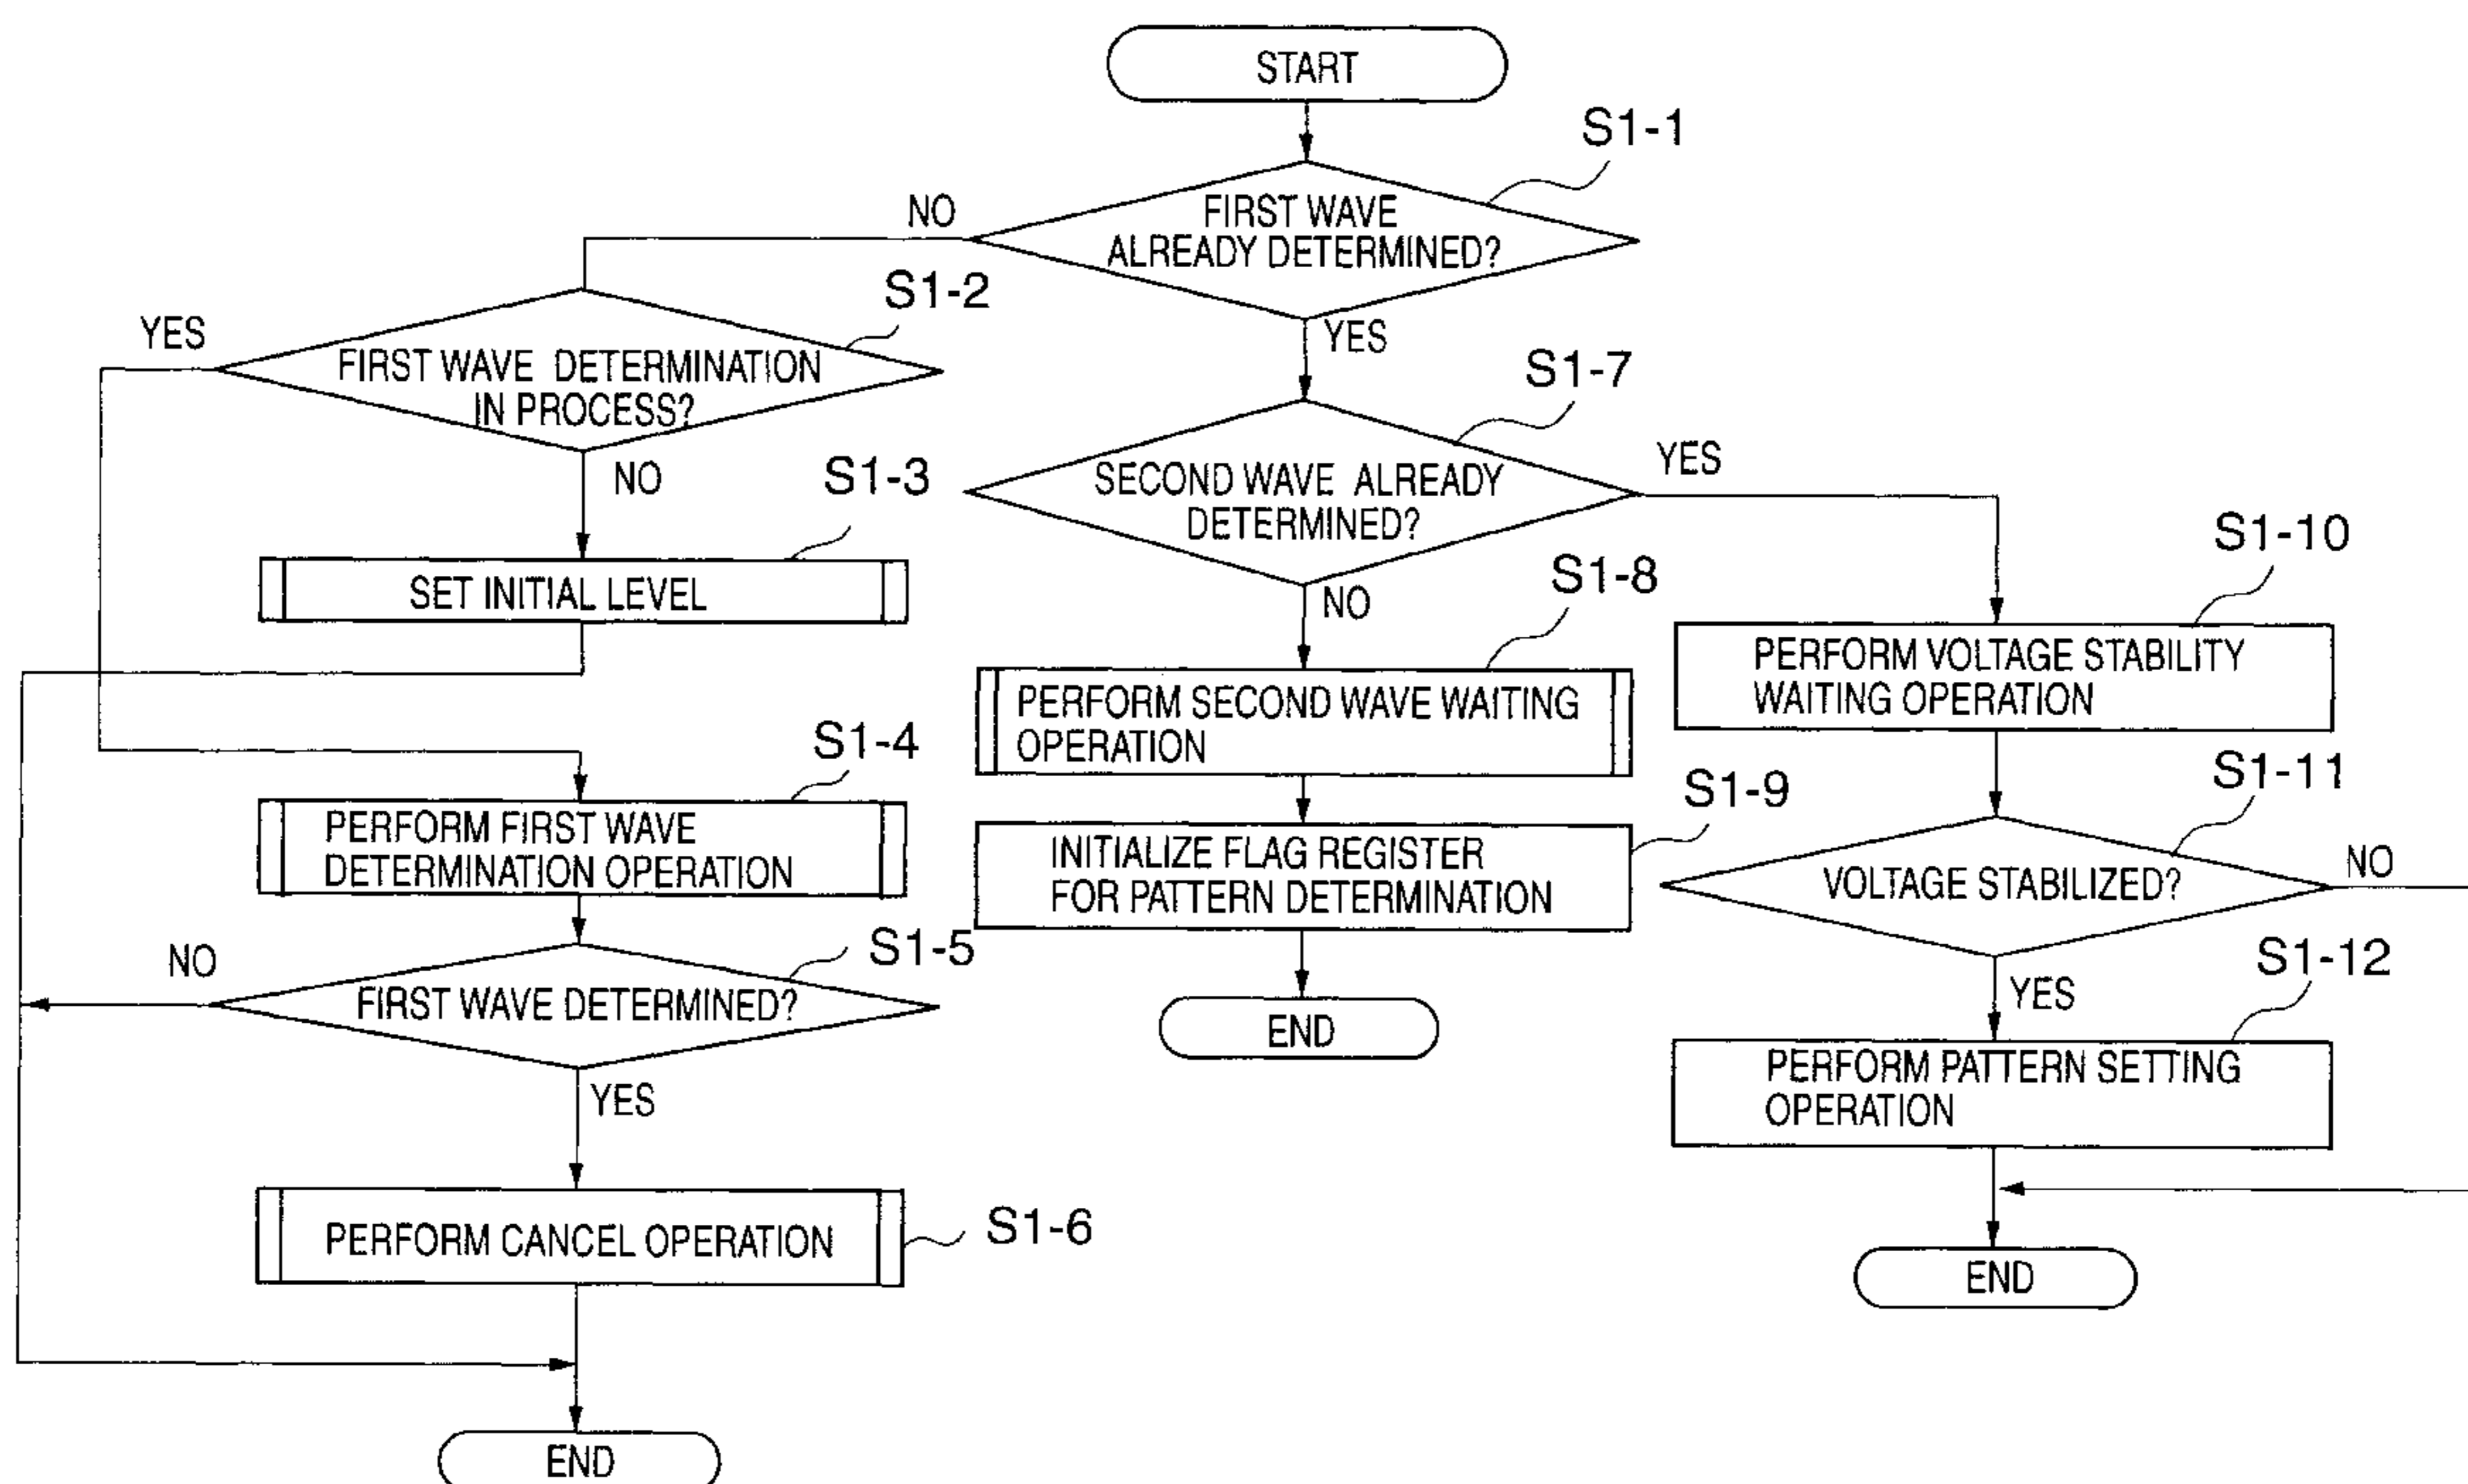 START
S1-1
FIRST WAVE
ALREADY DETERMINED?
NO
YES
S1-2
YES
FIRST WAVE DETERMINATION
IN PROCESS?
NO
S1-3
SET INITIAL LEVEL
S1-4
PERFORM FIRST WAVE
DETERMINATION OPERATION
S1-5
NO
FIRST WAVE DETERMINED?
YES
PERFORM CANCEL OPERATION
S1-6
END
S1-7
SECOND WAVE ALREADY
DETERMINED?
YES
NO
S1-8
PERFORM SECOND WAVE WAITING
OPERATION
S1-9
INITIALIZE FLAG REGISTER
FOR PATTERN DETERMINATION
END
S1-10
PERFORM VOLTAGE STABILITY
WAITING OPERATION
S1-11
VOLTAGE STABILIZED?
NO
YES
S1-12
PERFORM PATTERN SETTING
OPERATION
END